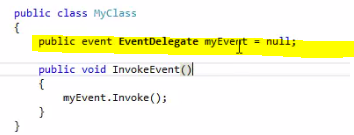 public class MyClass
{
public event EventDelegate myEvent = null;
public void InvokeEvent()
{
myEvent.Invoke();
}
}